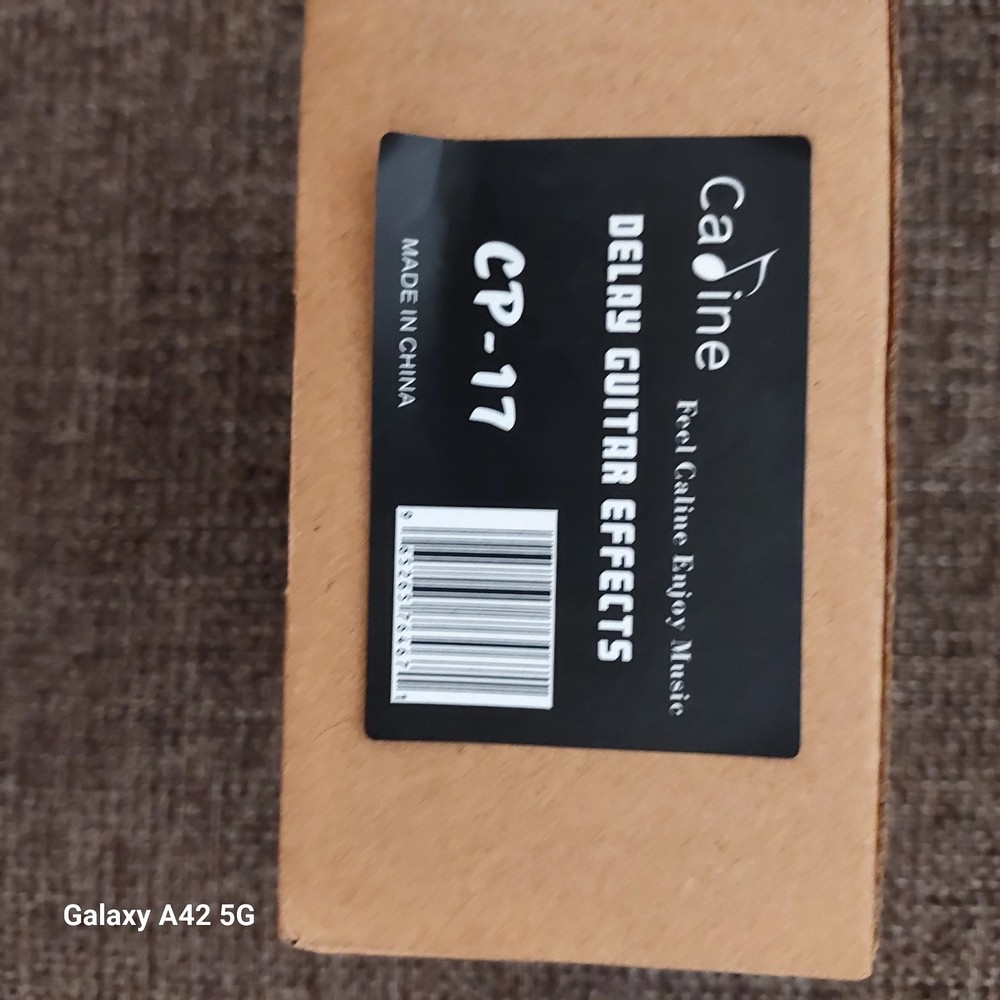 Caline
Feel Caline Enjoy Music
DELAY GUITAR EFFECTS
CP-17
MADE IN CHINA
Galaxy A42 5G